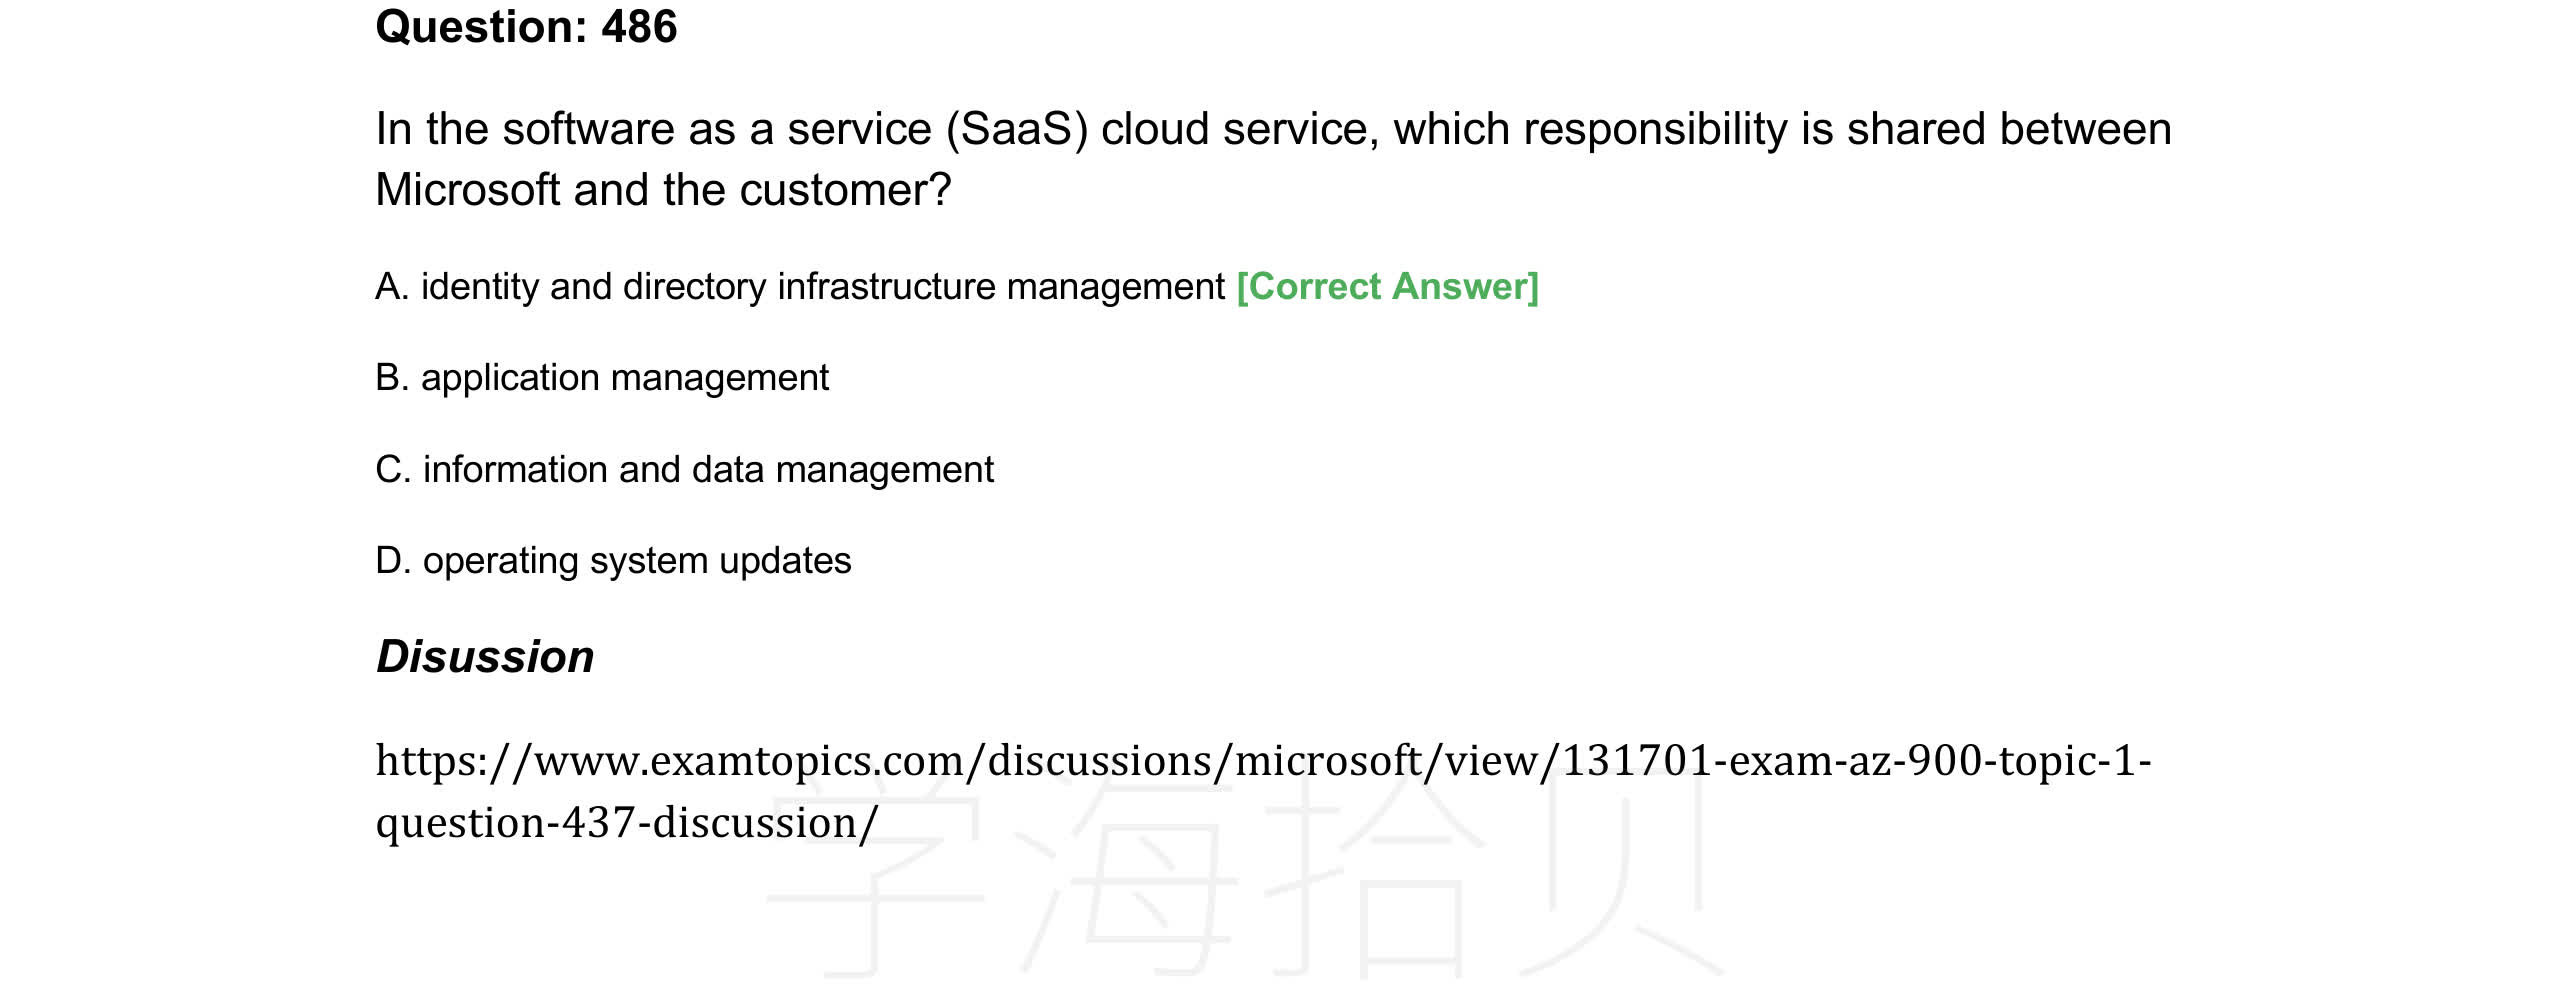 Question: 486
In the software as a service (SaaS) cloud service, which responsibility is shared between
Microsoft and the customer?
A. identity and directory infrastructure management [Correct Answer]
B. application management
C. information and data management
D. operating system updates
Disussion
https://www.examtopics.com/discussions/microsoft/view/131701-exam-az-900-topic-1-
question-437-discussion/
学海拾贝